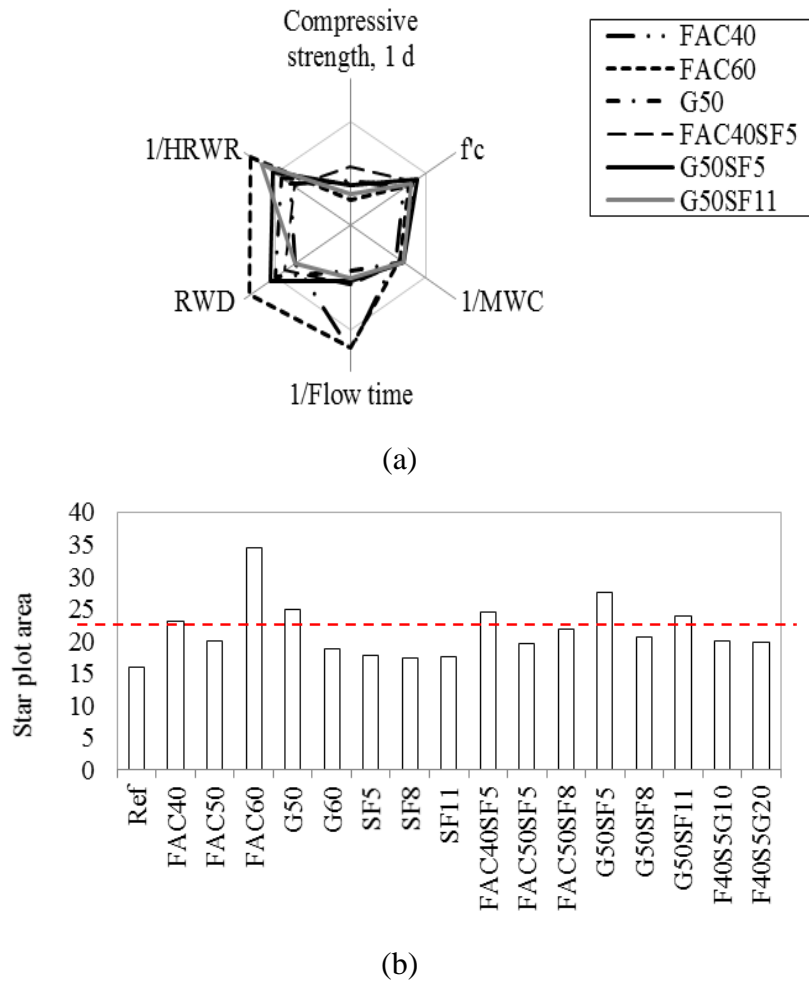 Compressive
strength, 1 d
f'c
1/MWC
1/Flow time
RWD
1/HRWR
FAC40
FAC60
G50
FAC40SF5
G50SF5
G50SF11
(a)
Star plot area
40
35
30
25
20
15
10
5
0
Ref
FAC40
FAC50
FAC60
G50
G60
SF5
SF8
SF11
FAC40SF5
FAC50SF5
FAC50SF8
G50SF5
G50SF8
G50SF11
F40S5G10
F40S5G20
(b)